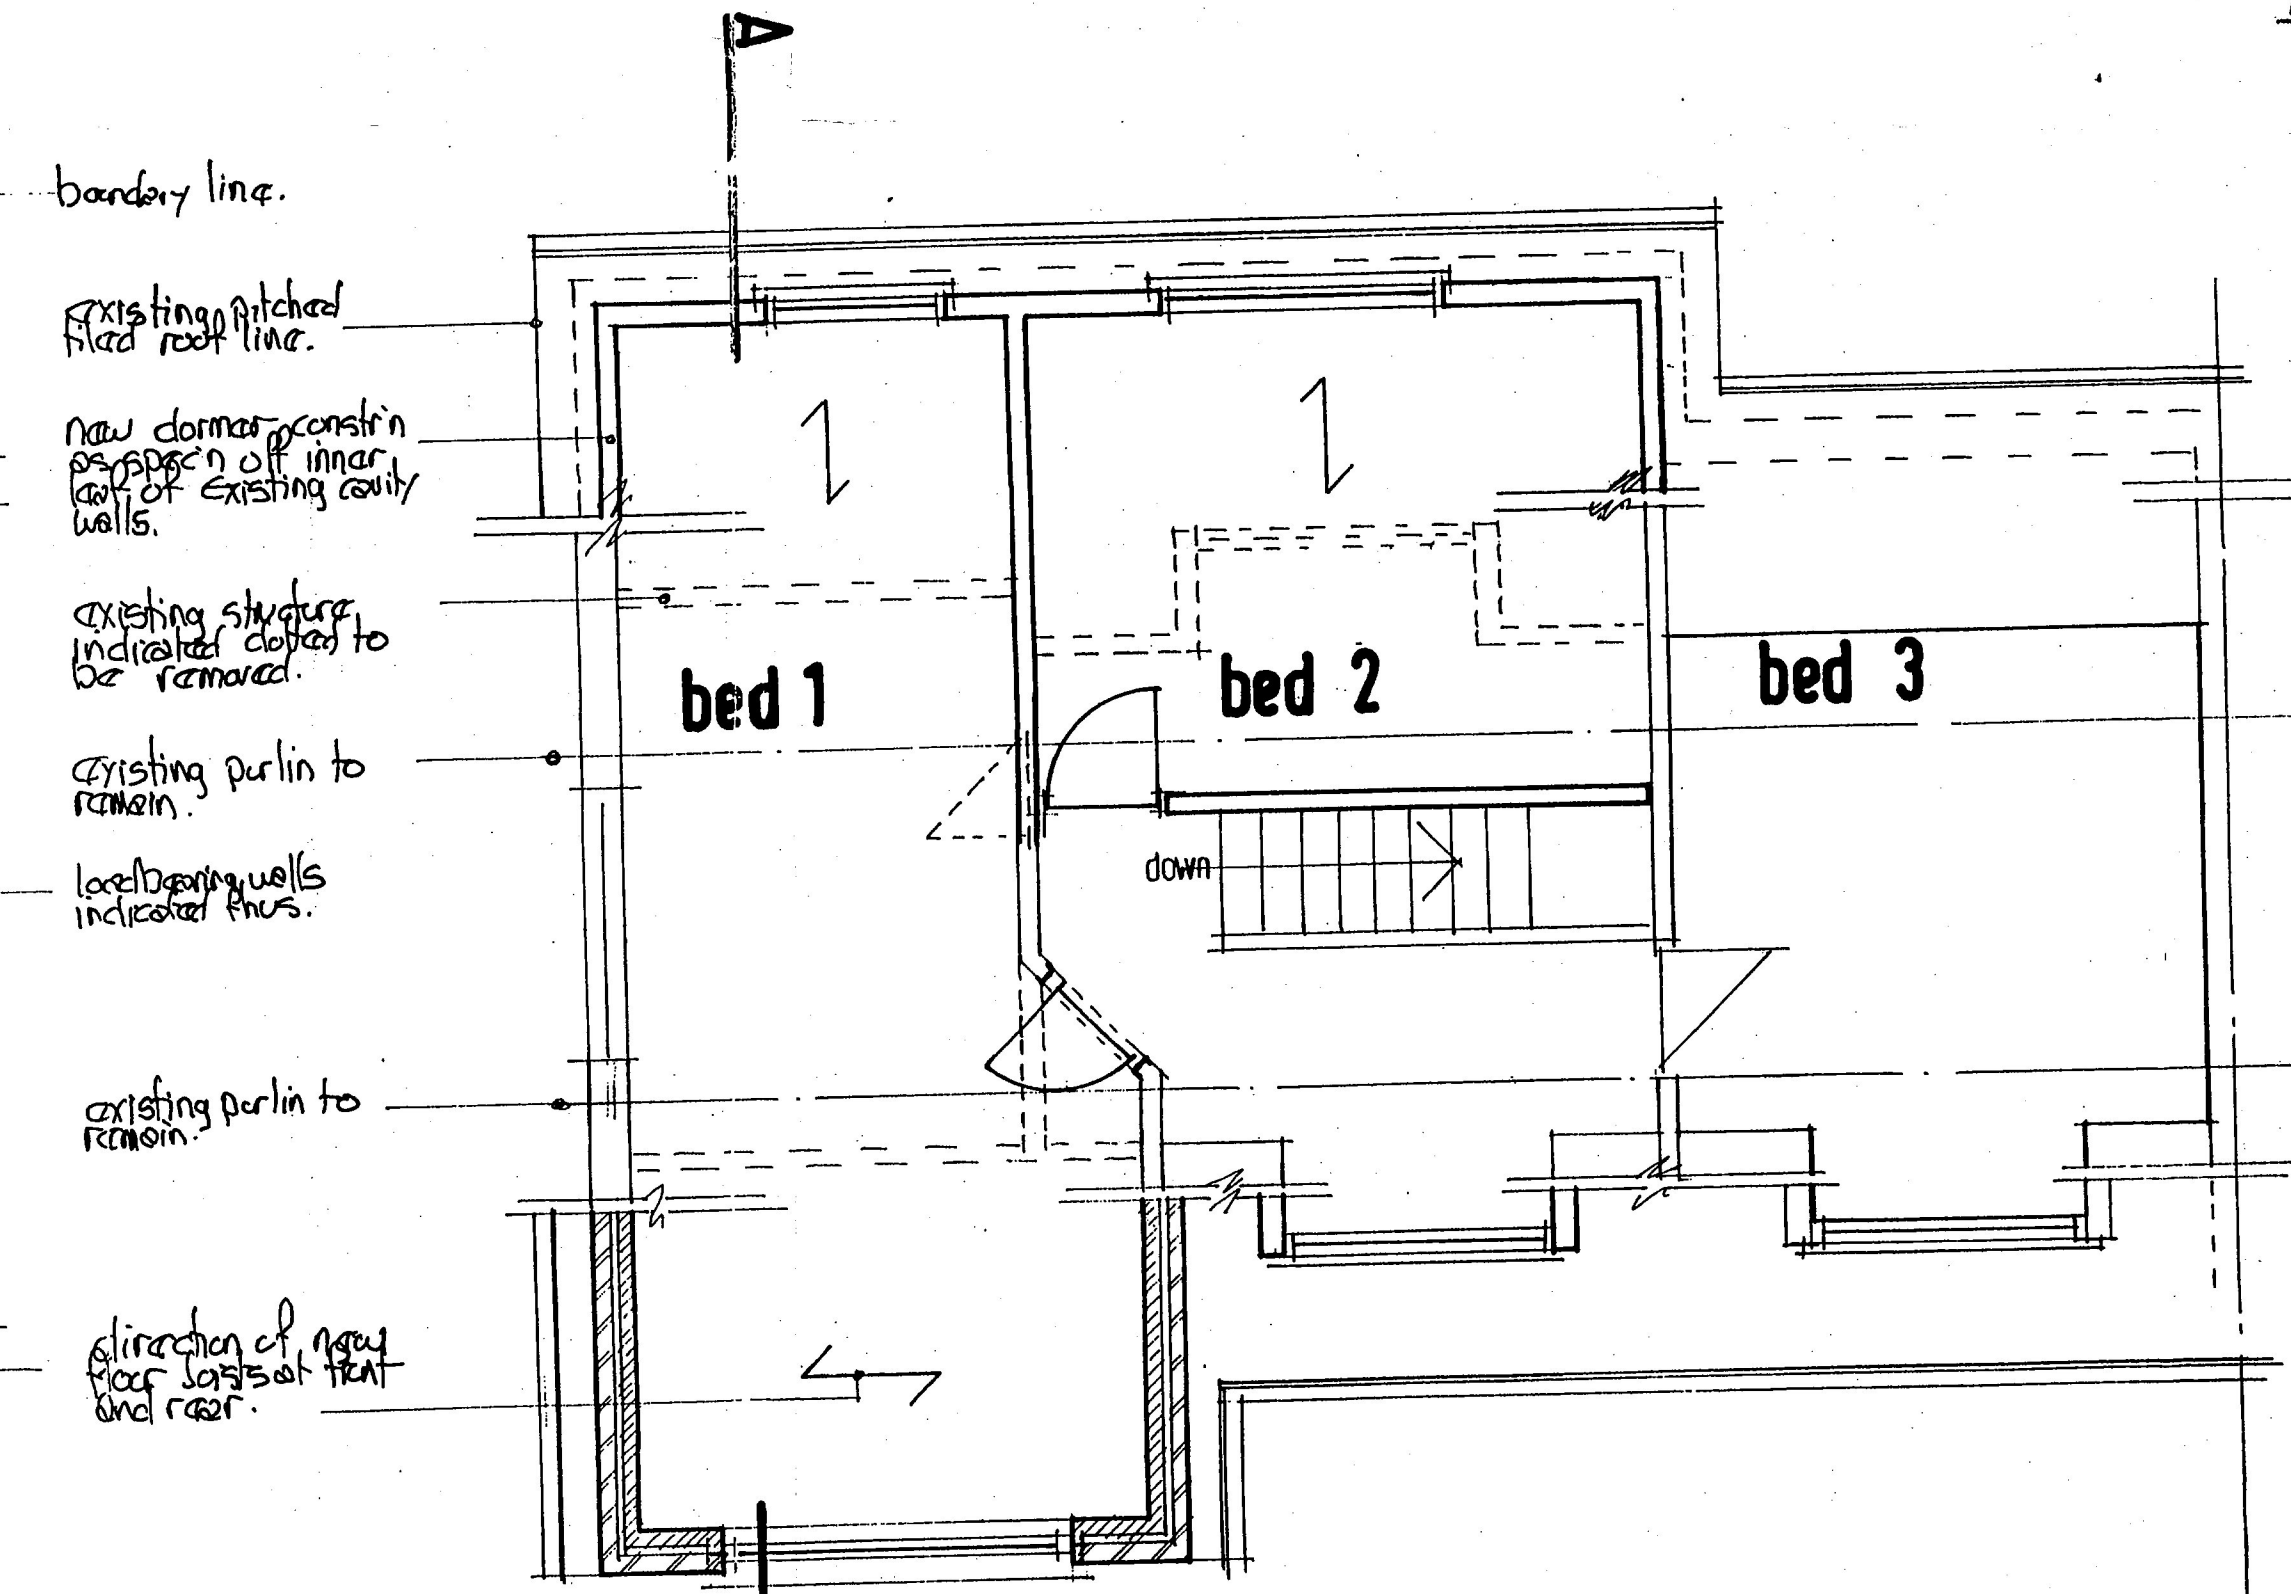 A
boundary line.
existing pitched
tiled roof line.
new dormer constr'n
as spec'n off inner
leaf of existing cavity
walls.
existing structure
indicated dotted to
be removed.
bed 1
bed 2
bed 3
existing purlin to
remain.
down
loadbearing walls
indicated thus.
existing purlin to
remain.
direction of new
floor joists at front
and rear.